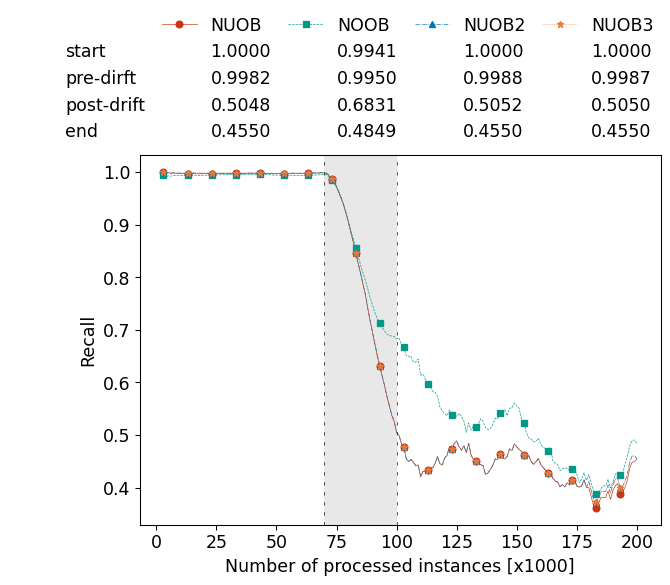 NUOB NOOB NUOB2 NUOB3
start 1.0000 0.9941 1.0000 1.0000
pre-dirft 0.9982 0.9950 0.9988 0.9987
post-drift 0.5048 0.6831 0.5052 0.5050
end 0.4550 0.4849 0.4550 0.4550
1.0
0.9
0.8
0.7
0.6
0.5
0.4
Recall
0 25 50 75 100 125 150 175 200
Number of processed instances [x1000]